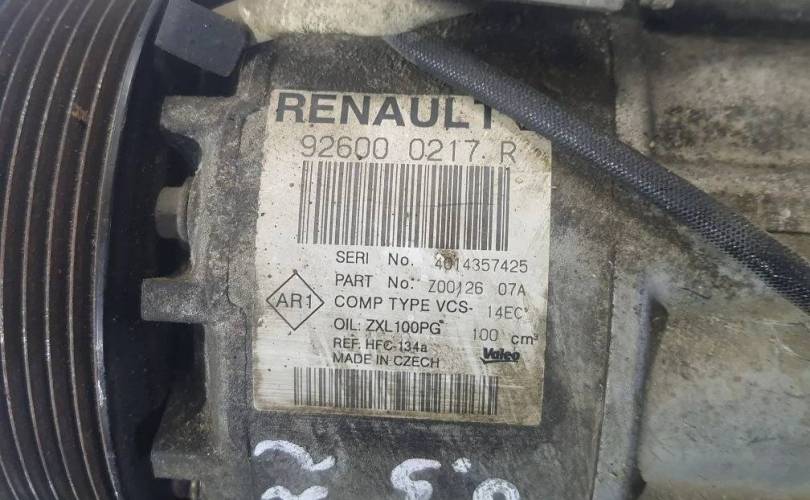 RENAULT
92600 0217 R
SERI No. 4014357425
PART No: Z00126 07A
AR1
COMP TYPE VCS- 14EC
OIL: ZXL100PG 100 cm³
REF: HFC-134a
MADE IN CZECH Valeo